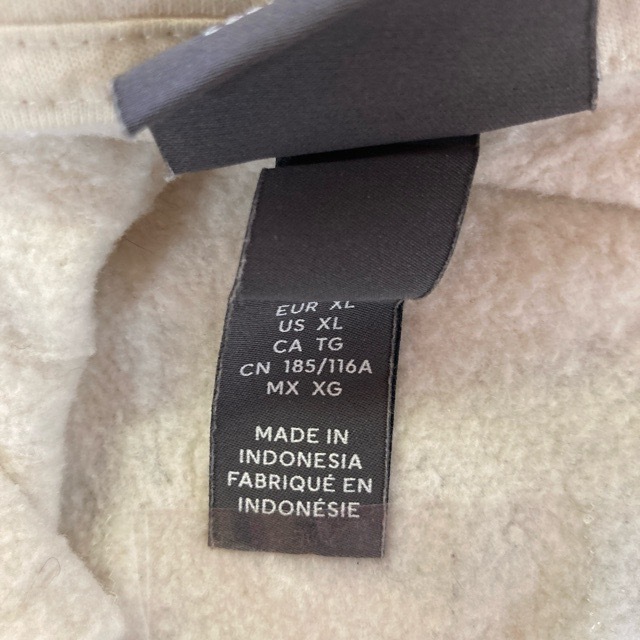 EUR XL
US XL
CA TG
CN 185/116A
MX XG
MADE IN
INDONESIA
FABRIQUÉ EN
INDONÉSIE